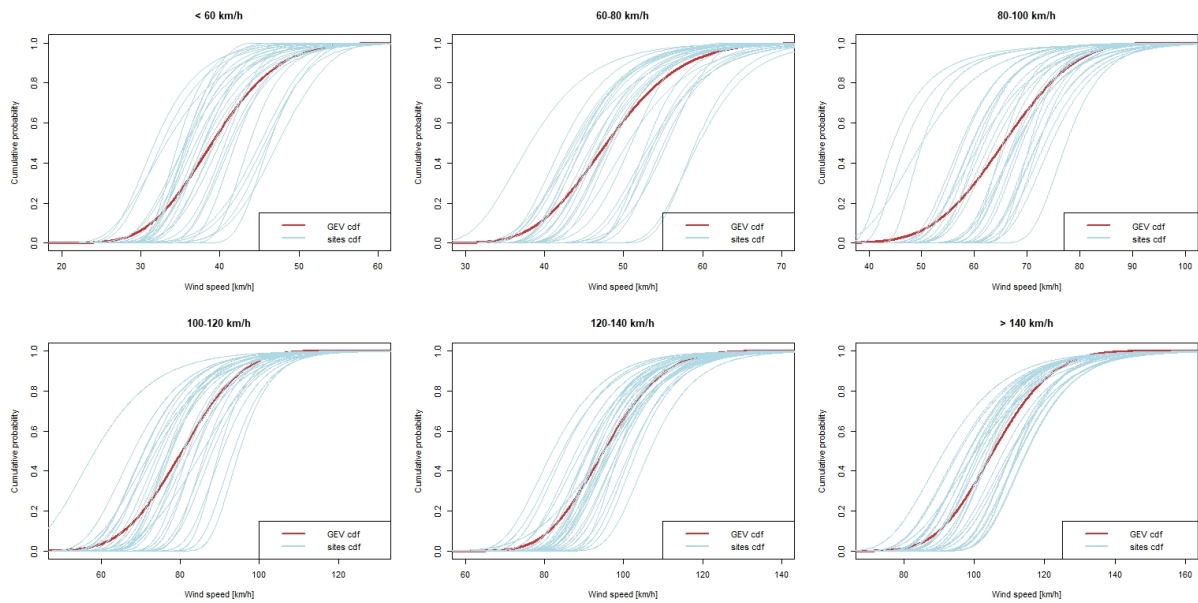 < 60 km/h
Cumulative probability
0.0 0.2 0.4 0.6 0.8 1.0
GEV cdf
sites cdf
20 30 40 50 60
Wind speed [km/h]
60-80 km/h
Cumulative probability
0.0 0.2 0.4 0.6 0.8 1.0
GEV cdf
sites cdf
30 40 50 60 70
Wind speed [km/h]
80-100 km/h
Cumulative probability
0.0 0.2 0.4 0.6 0.8 1.0
GEV cdf
sites cdf
40 50 60 70 80 90 100
Wind speed [km/h]
100-120 km/h
Cumulative probability
0.0 0.2 0.4 0.6 0.8 1.0
GEV cdf
sites cdf
60 80 100 120
Wind speed [km/h]
120-140 km/h
Cumulative probability
0.0 0.2 0.4 0.6 0.8 1.0
GEV cdf
sites cdf
60 80 100 120 140
Wind speed [km/h]
> 140 km/h
Cumulative probability
0.0 0.2 0.4 0.6 0.8 1.0
GEV cdf
sites cdf
80 100 120 140 160
Wind speed [km/h]